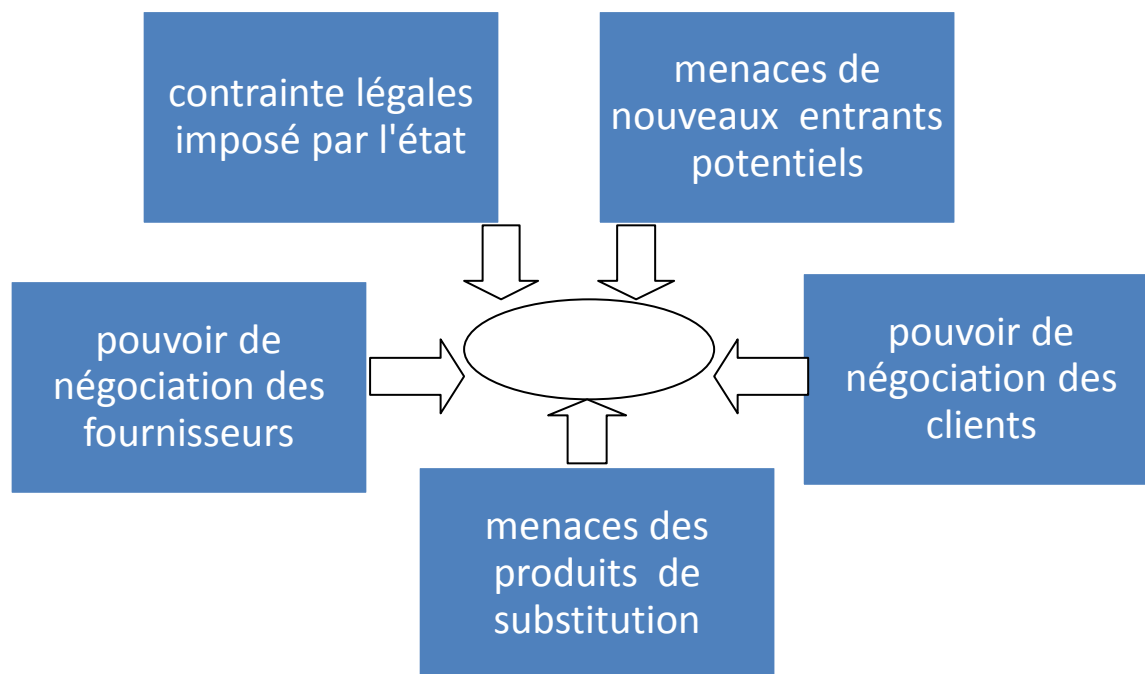 contrainte légales
imposé par l'état
menaces de
nouveaux entrants
potentiels
pouvoir de
négociation des
fournisseurs
pouvoir de
négociation des
clients
menaces des
produits de
substitution